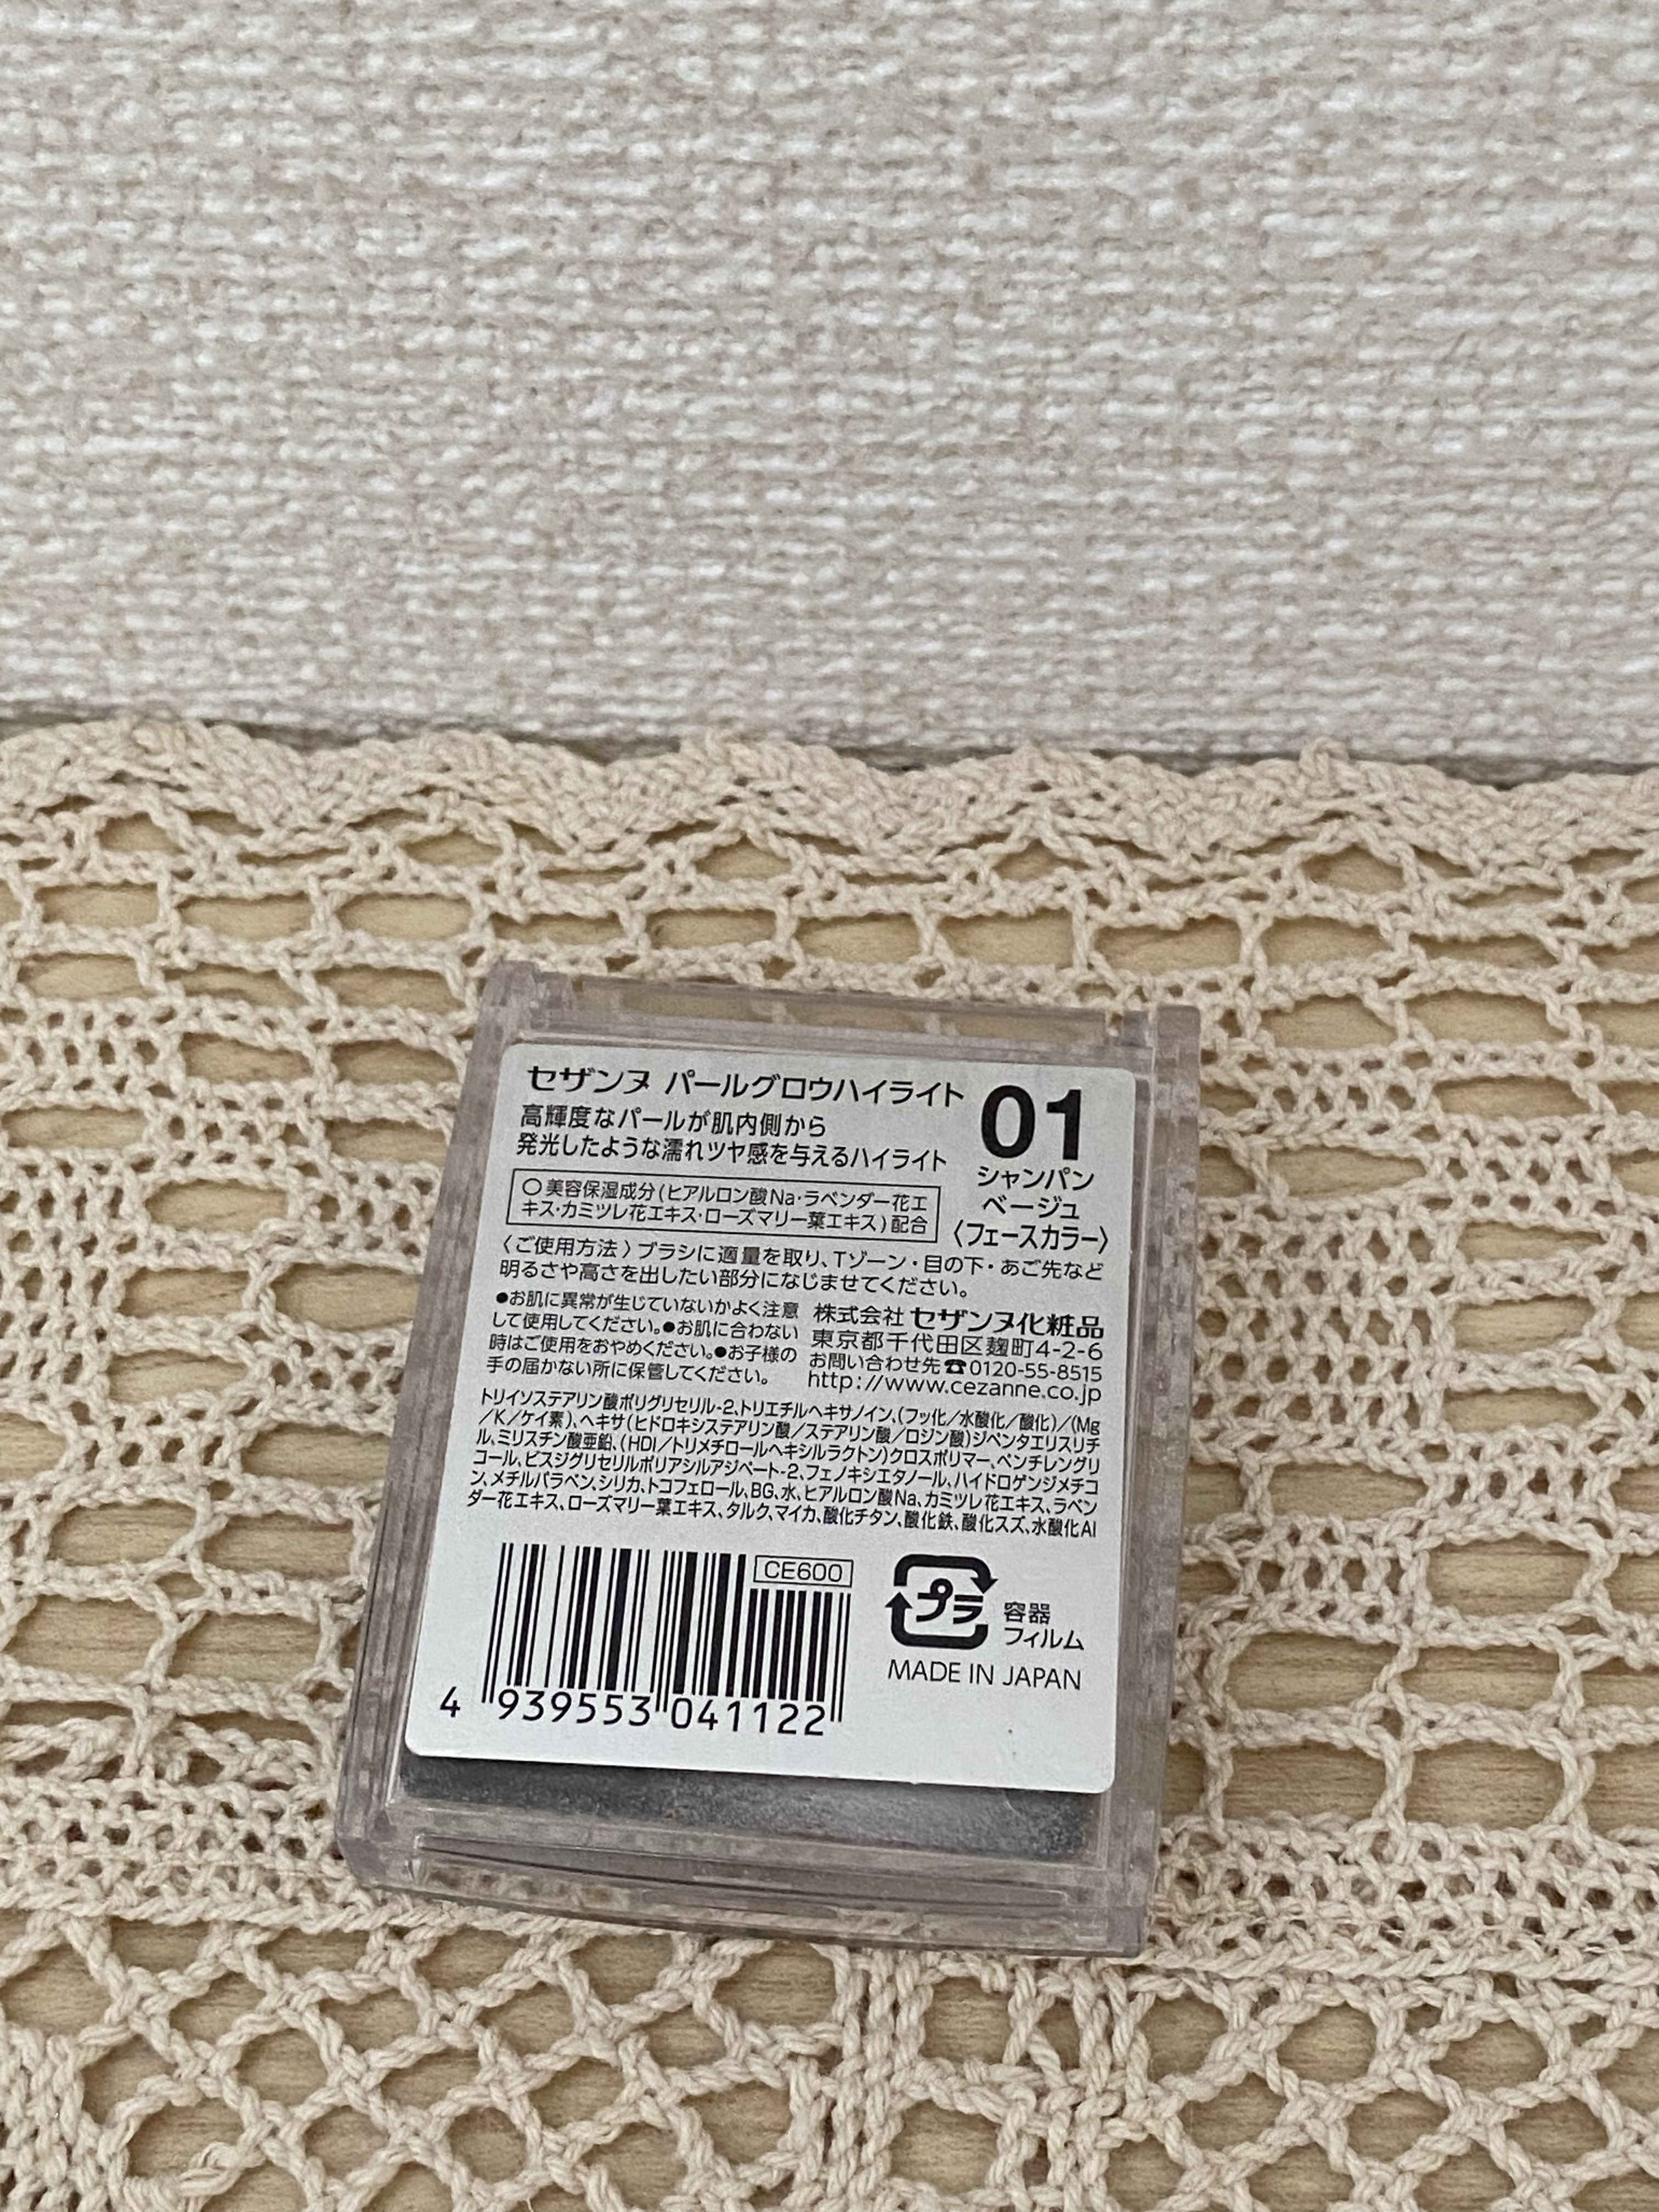 セザンヌ パールグロウハイライト
高輝度なパールが肌内側から
発光したような濡れツヤ感を与えるハイライト
01
シャンパン
ベージュ
〈フェースカラー〉
○美容保湿成分(ヒアルロン酸Na・ラベンダー花エ
キス・カミツレ花エキス・ローズマリー葉エキス)配合
〈ご使用方法〉ブラシに適量を取り、Tゾーン・目の下・あご先など
明るさや高さを出したい部分になじませてください。
●お肌に異常が生じていないかよく注意
して使用してください。●お肌に合わない
時はご使用をおやめください。●お子様の
手の届かない所に保管してください。
株式会社 セザンヌ化粧品
東京都千代田区麹町4-2-6
お問い合わせ先☎0120-55-8515
http://www.cezanne.co.jp
トリイソステアリン酸ポリグリセリル-2、トリエチルヘキサノイン、(フッ化/水酸化/酸化)/(Mg
/K/ケイ素)、ヘキサ(ヒドロキシステアリン酸/ステアリン酸/ロジン酸)ジペンタエリスリチ
ル、ミリスチン酸亜鉛、(HDI/トリメチロールヘキシルラクトン)クロスポリマー、ペンチレングリ
コール、ビスジグリセリルポリアシルアジペート-2、フェノキシエタノール、ハイドロゲンジメチコ
ン、メチルパラベン、シリカ、トコフェロール、BG、水、ヒアルロン酸Na、カミツレ花エキス、ラベン
ダー花エキス、ローズマリー葉エキス、タルク、マイカ、酸化チタン、酸化鉄、酸化スズ、水酸化Al
CE600
4 939553 041122
プラ
容器
フィルム
MADE IN JAPAN